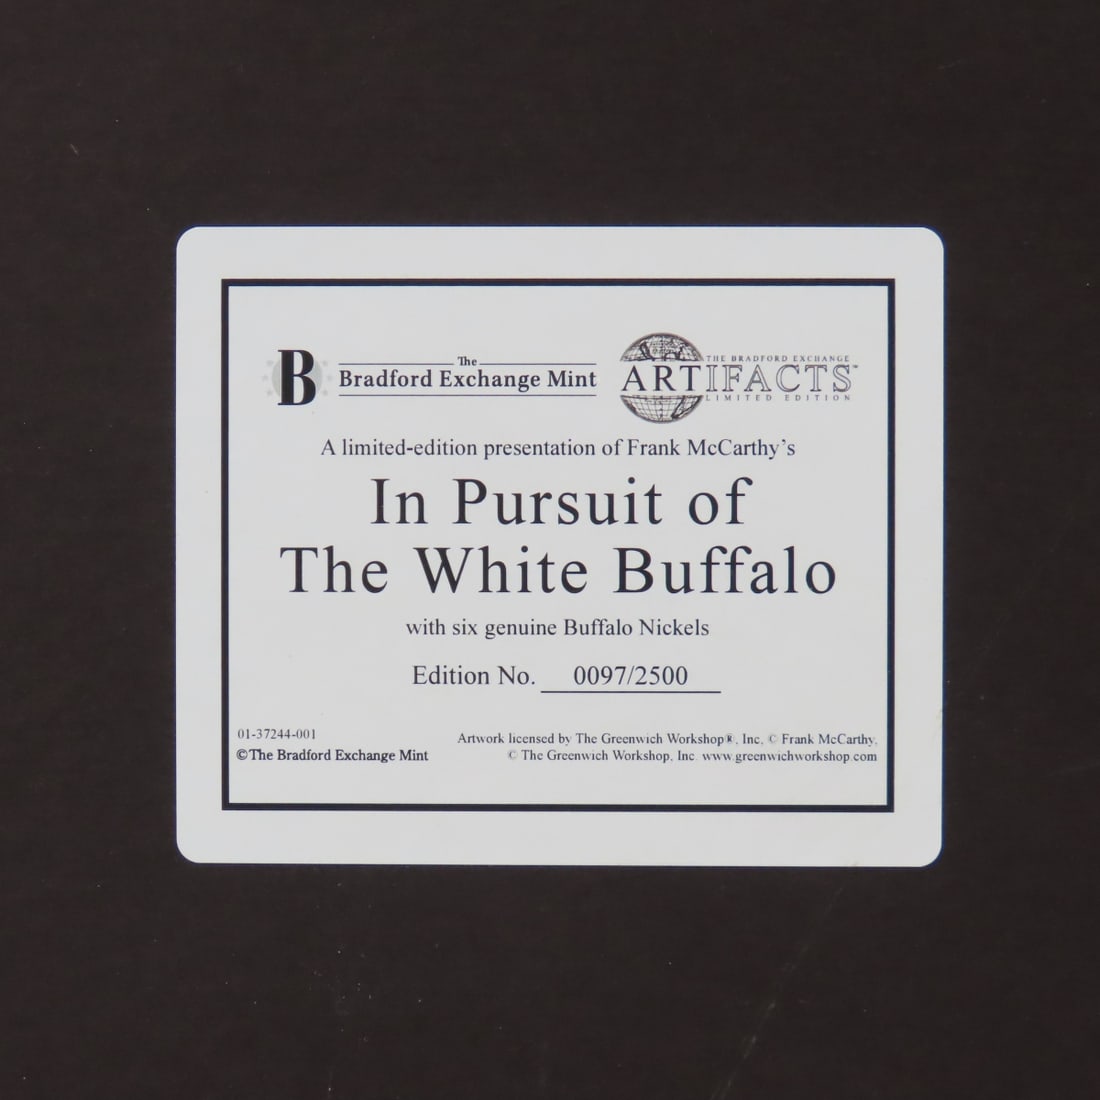 B
The
Bradford Exchange Mint
THE BRADFORD EXCHANGE
ARTIFACTS™
LIMITED EDITION
A limited-edition presentation of Frank McCarthy's
In Pursuit of
The White Buffalo
with six genuine Buffalo Nickels
Edition No. 0097/2500
01-37244-001
©The Bradford Exchange Mint
Artwork licensed by The Greenwich Workshop®, Inc, © Frank McCarthy,
© The Greenwich Workshop, Inc. www.greenwichworkshop.com